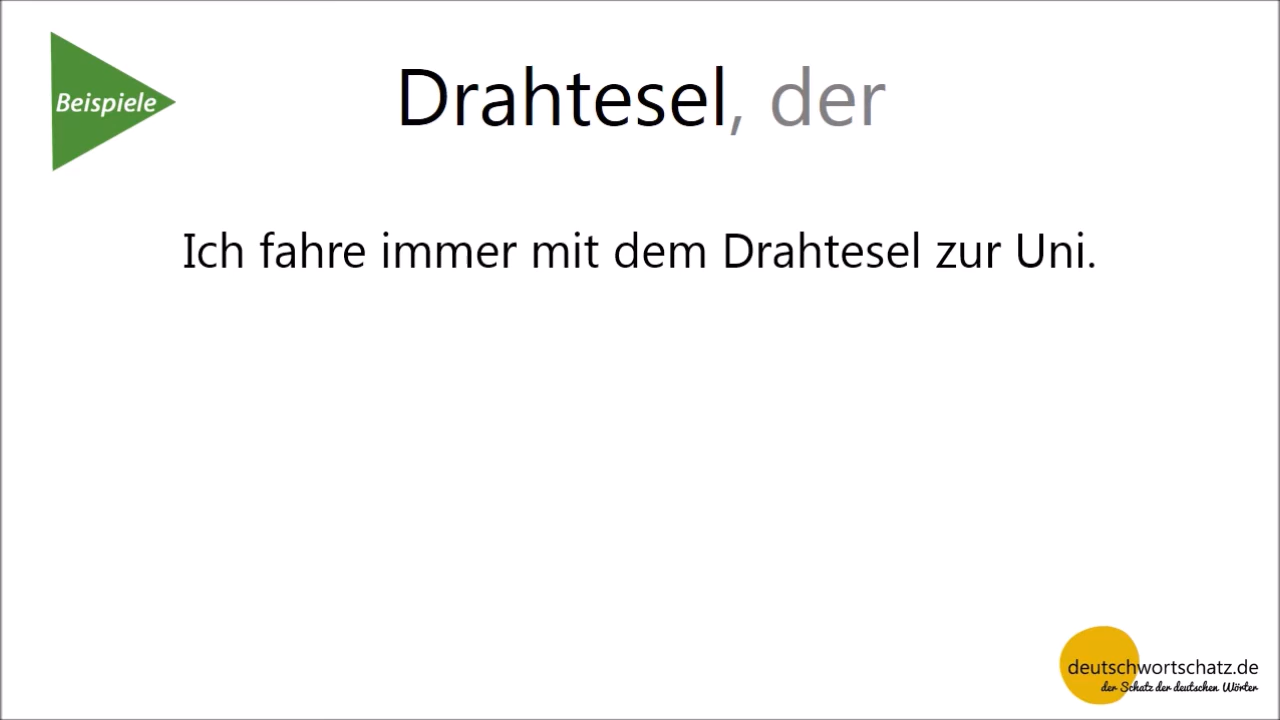 Beispiele
Drahtesel, der
Ich fahre immer mit dem Drahtesel zur Uni.
deutschwortschatz.de
der Schatz der deutschen Wörter